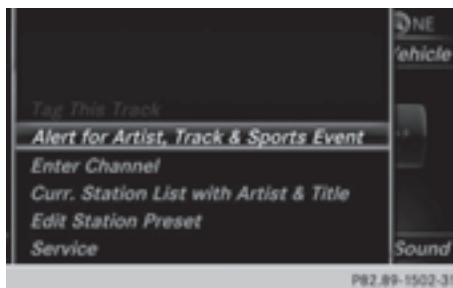 ONE
Vehicle
Tag This Track
Alert for Artist, Track & Sports Event
Enter Channel
Curr. Station List with Artist & Title
Edit Station Preset
Service
Sound
P82.89-1502-31